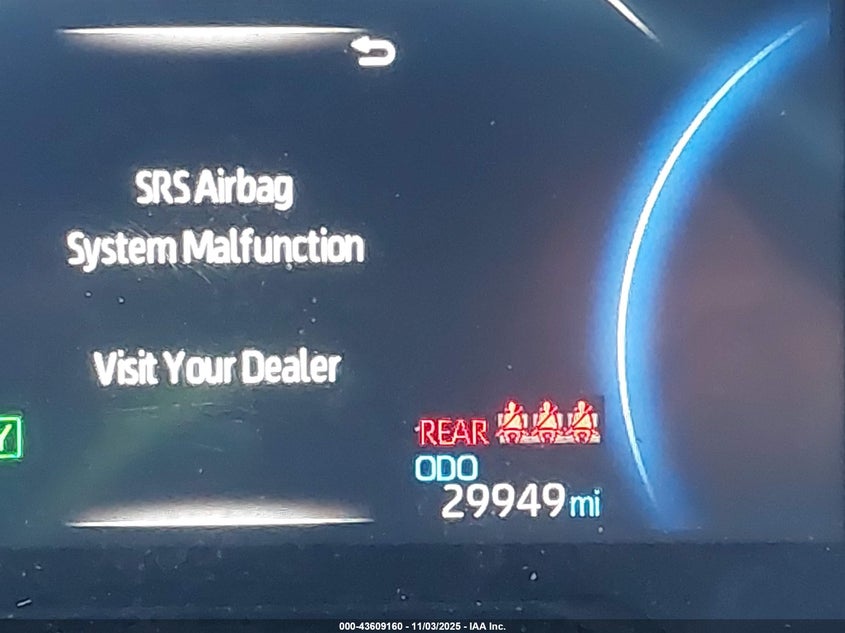 SRS Airbag
System Malfunction
Visit Your Dealer
REAR
ODO
29949 mi
000-43609160 - 11/03/2025 - IAA Inc.